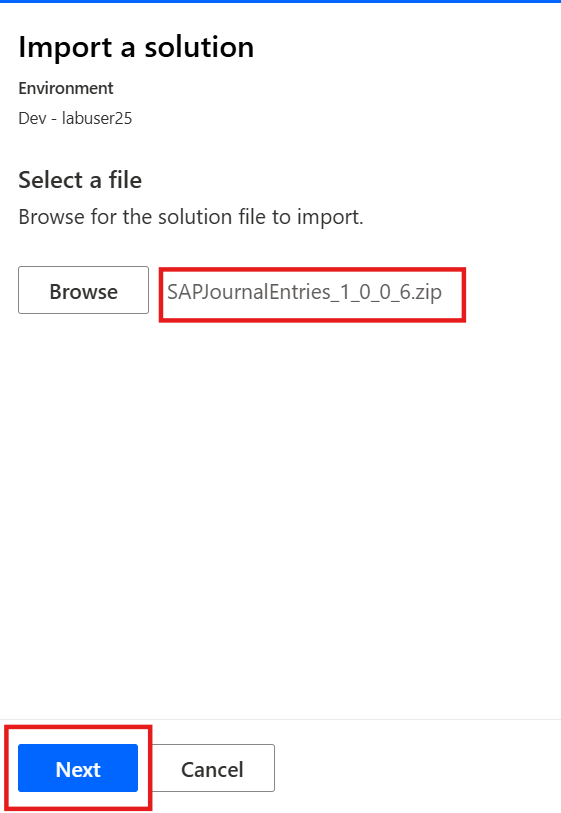 Import a solution
Environment
Dev - labuser25
Select a file
Browse for the solution file to import.
Browse SAPJournalEntries_1_0_0_6.zip
Next Cancel